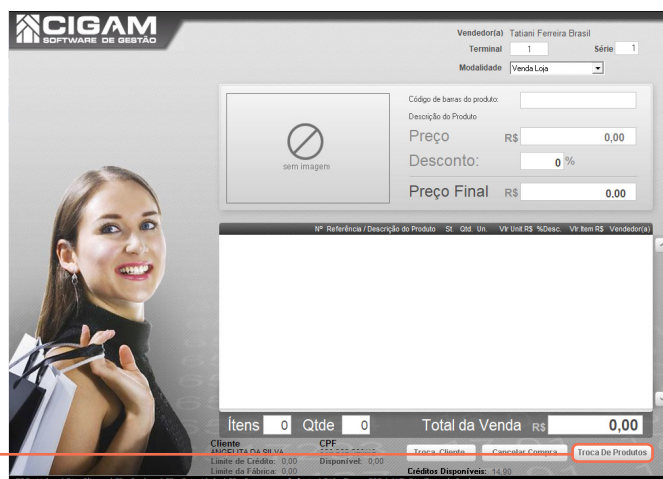 CIGAM
SOFTWARE DE GESTÃO
Vendedor(a) Tatiani Ferreira Brasil
Terminal 1 Série 1
Modalidade Venda Loja
Código de barras do produto:
Descrição do Produto
sem imagem
Preço R$ 0,00
Desconto: 0 %
Preço Final R$ 0,00
Nº Referência / Descrição do Produto St. Qtd. Un. Vlr Unit.R$ %Desc. Vlr.Item R$ Vendedor(a)
Ítens 0 Qtde 0 Total da Venda R$ 0,00
Cliente CPF
ANGELITA DA SILVA Troca Cliente Cancelar Compra Troca De Produtos
Limite de Crédito: 0,00 Disponível: 0,00
Limite da Fábrica: 0,00 Créditos Disponíveis: 14,90